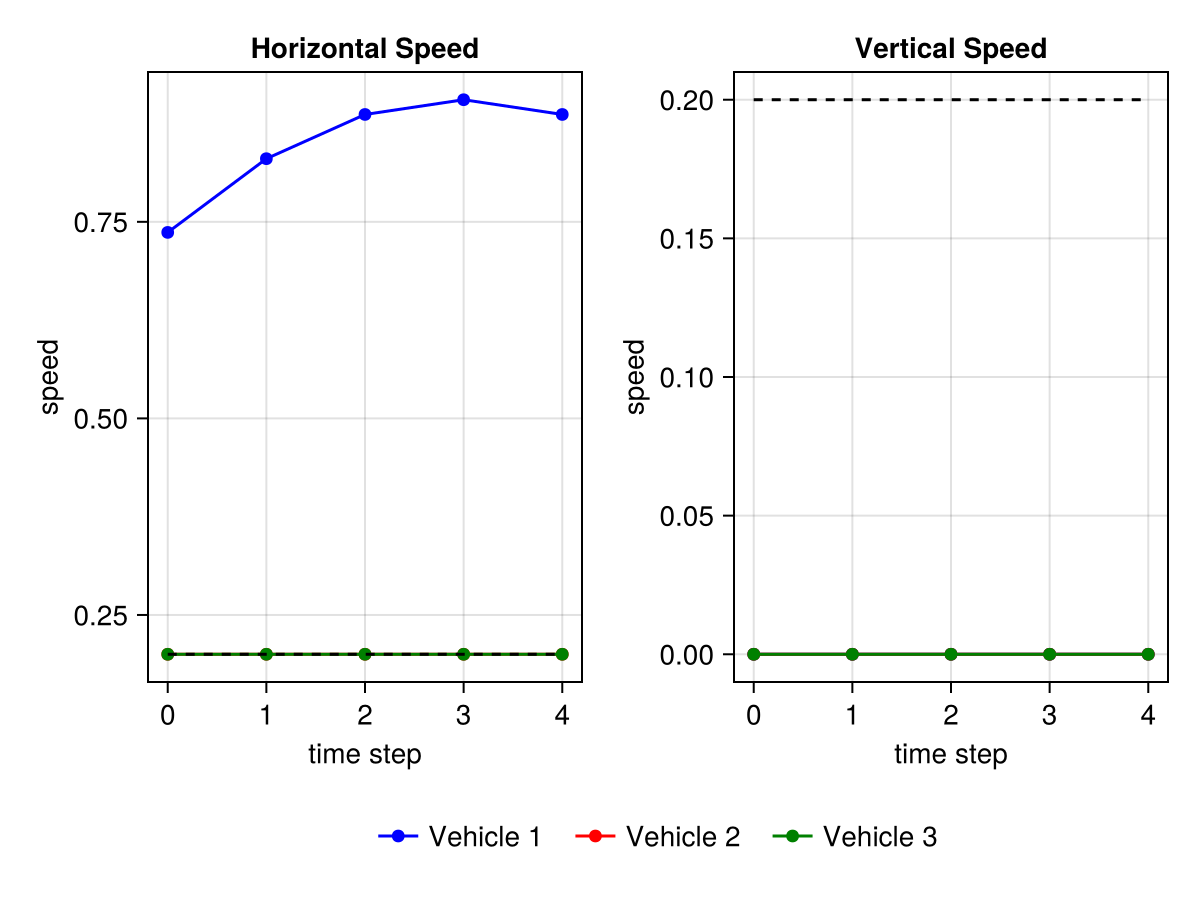 Horizontal Speed
speed
0.75
0.50
0.25
0
1
2
3
4
time step
Vertical Speed
speed
0.20
0.15
0.10
0.05
0.00
0
1
2
3
4
time step
Vehicle 1
Vehicle 2
Vehicle 3